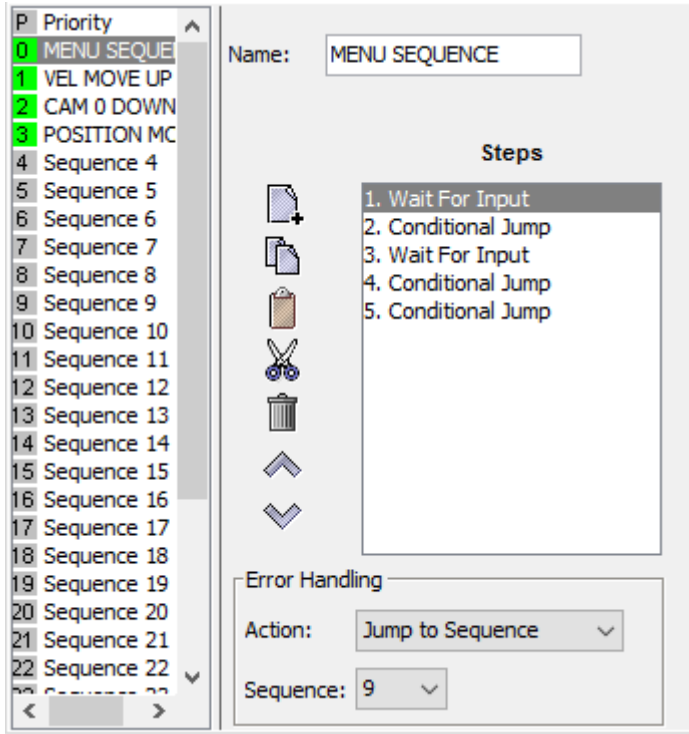 P Priority
0 MENU SEQUE
1 VEL MOVE UP
2 CAM 0 DOWN
3 POSITION MO
4 Sequence 4
5 Sequence 5
6 Sequence 6
7 Sequence 7
8 Sequence 8
9 Sequence 9
10 Sequence 10
11 Sequence 11
12 Sequence 12
13 Sequence 13
14 Sequence 14
15 Sequence 15
16 Sequence 16
17 Sequence 17
18 Sequence 18
19 Sequence 19
20 Sequence 20
21 Sequence 21
22 Sequence 22
Name: MENU SEQUENCE
Steps
1. Wait For Input
2. Conditional Jump
3. Wait For Input
4. Conditional Jump
5. Conditional Jump
Error Handling
Action: Jump to Sequence
Sequence: 9